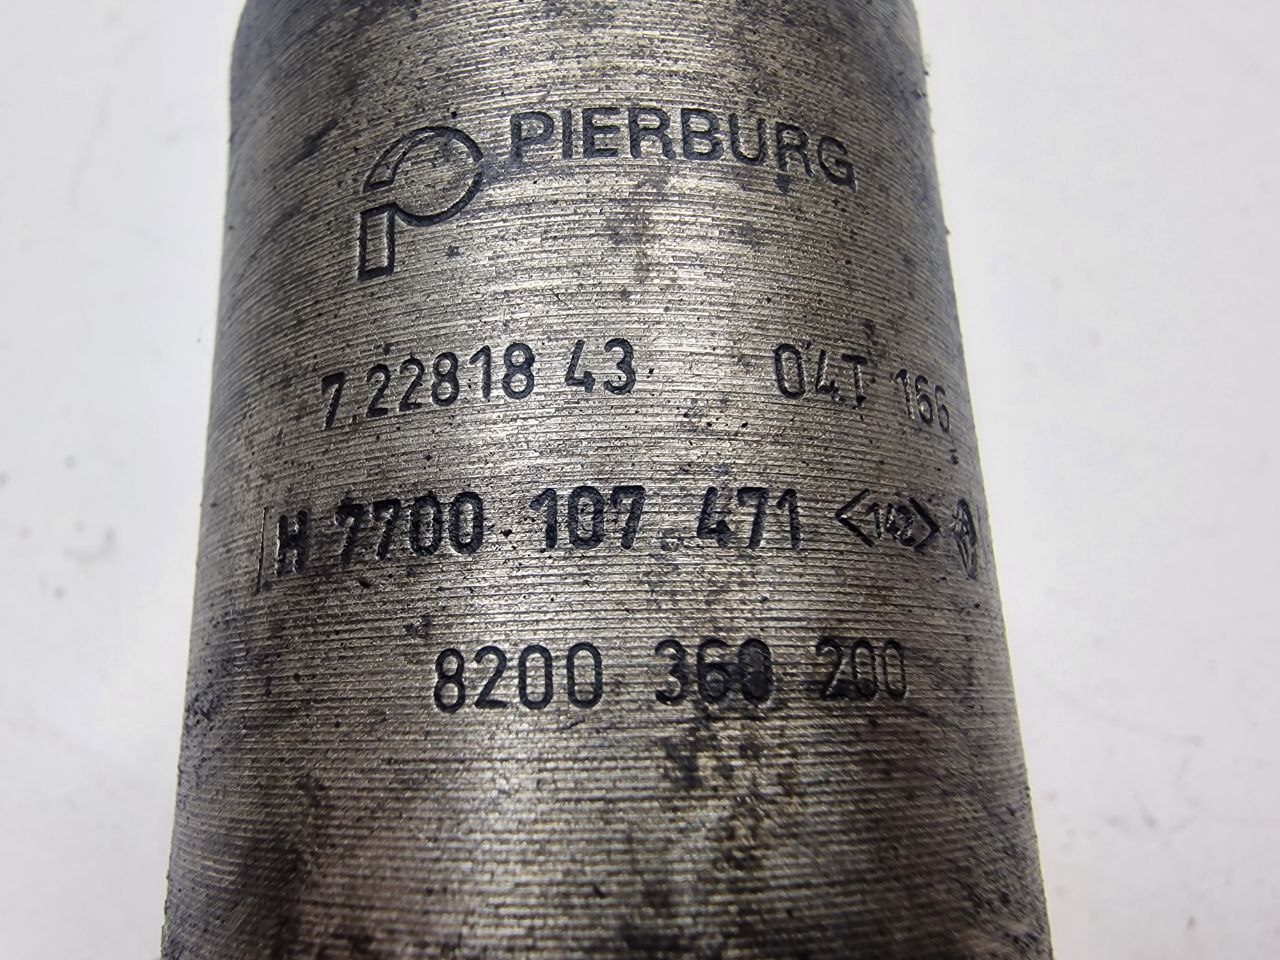 PIERBURG
7.22818 43 04T 166
H 7700 107 471 <142>
8200 360 200